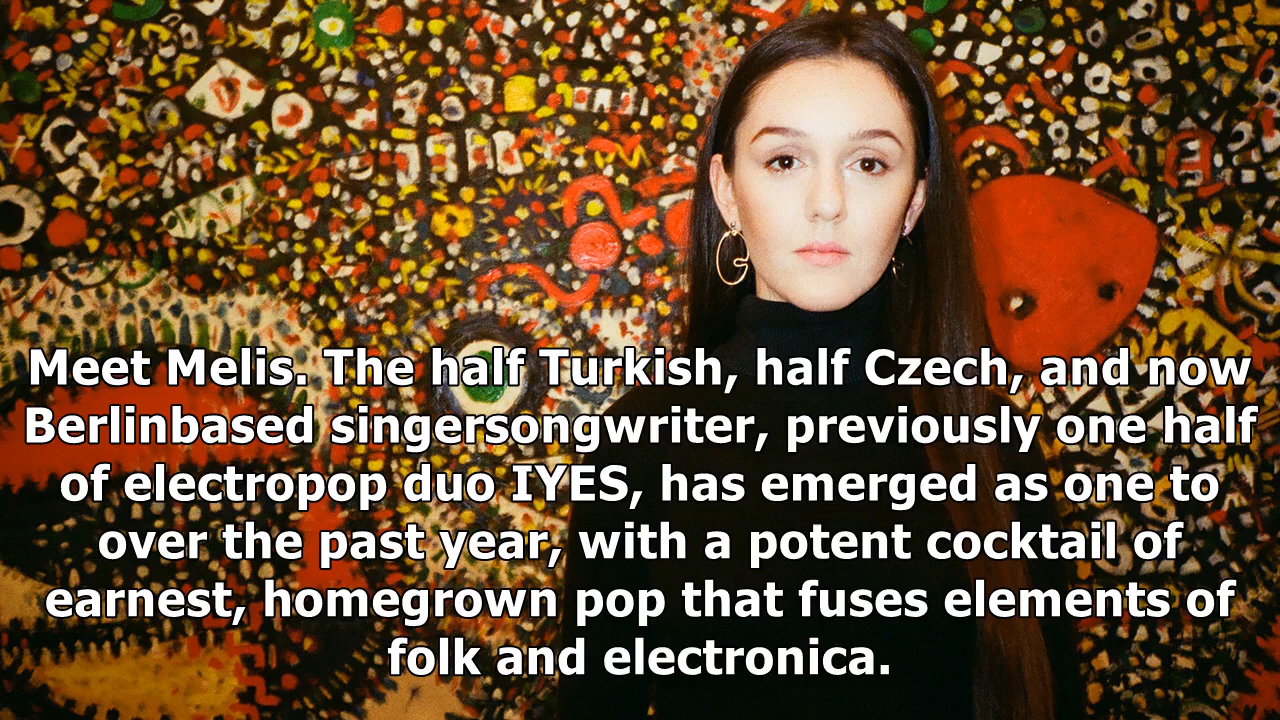 Meet Melis. The half Turkish, half Czech, and now
Berlinbased singersongwriter, previously one half
of electropop duo IYES, has emerged as one to
over the past year, with a potent cocktail of
earnest, homegrown pop that fuses elements of
folk and electronica.